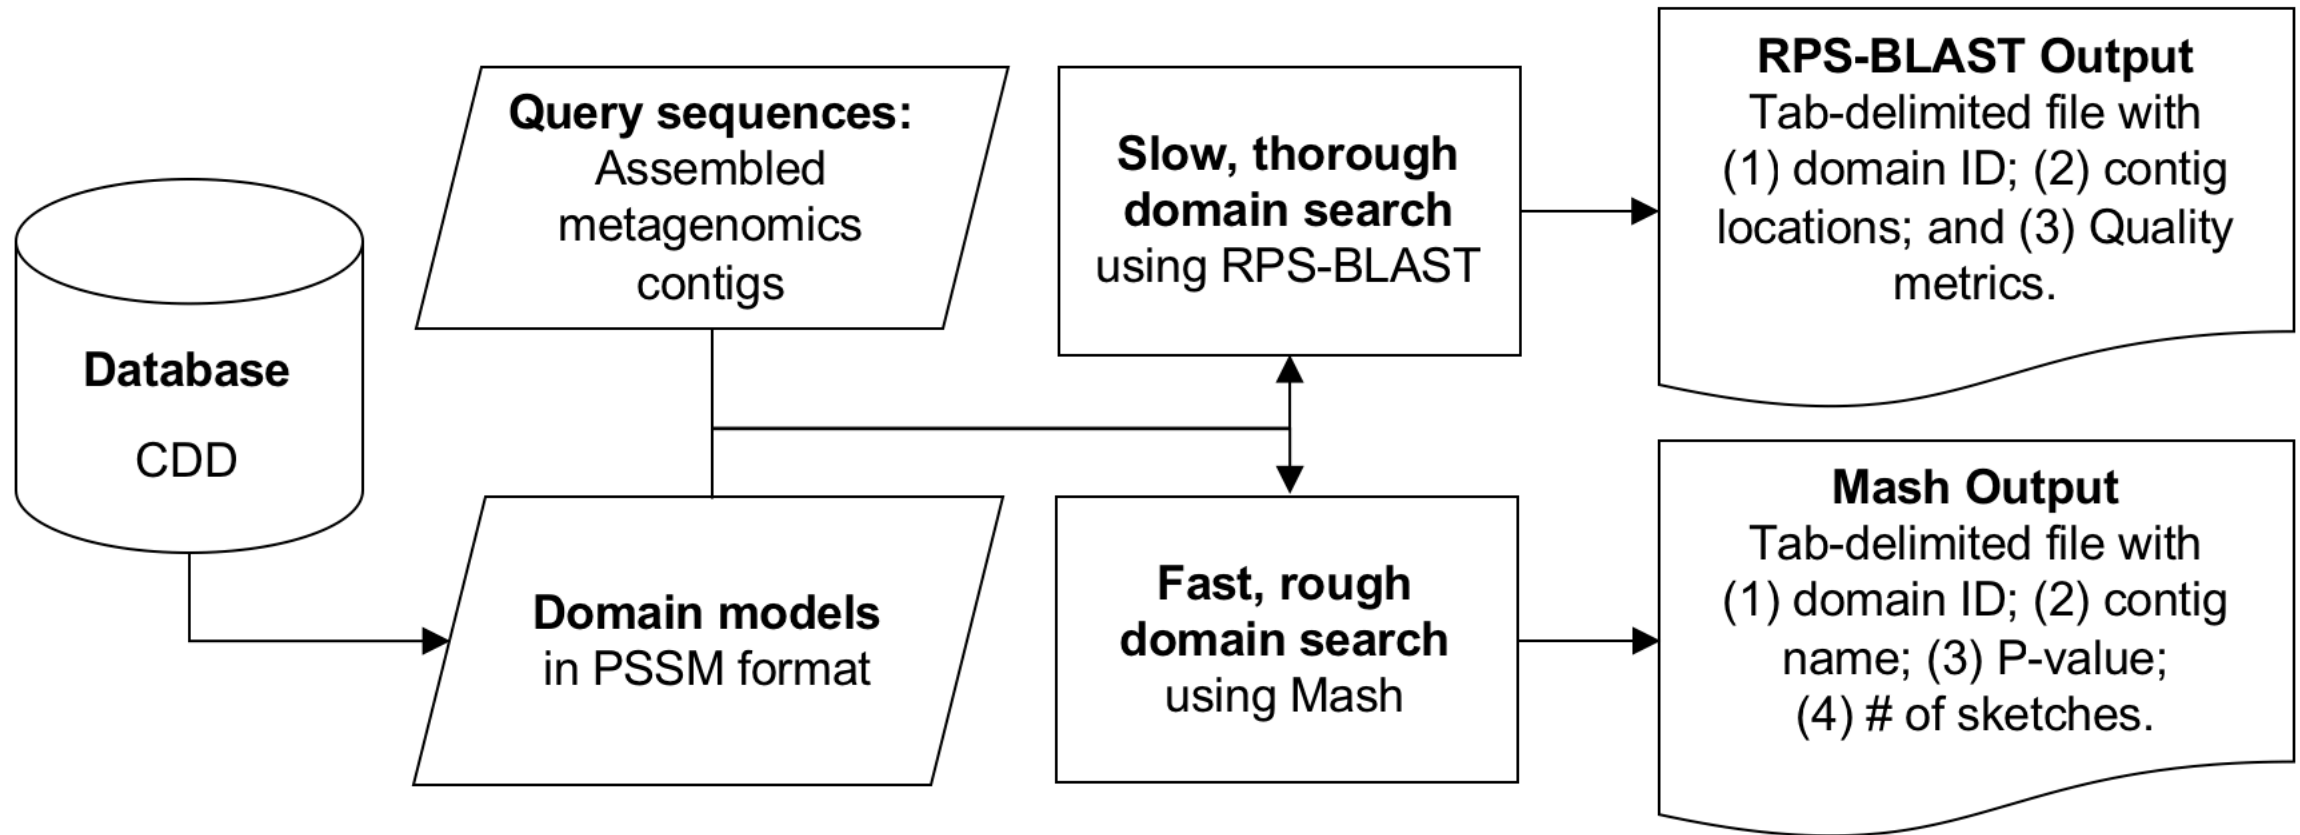 Database
CDD
Query sequences:
Assembled
metagenomics
contigs
Domain models
in PSSM format
Slow, thorough
domain search
using RPS-BLAST
Fast, rough
domain search
using Mash
RPS-BLAST Output
Tab-delimited file with
(1) domain ID; (2) contig
locations; and (3) Quality
metrics.
Mash Output
Tab-delimited file with
(1) domain ID; (2) contig
name; (3) P-value;
(4) # of sketches.